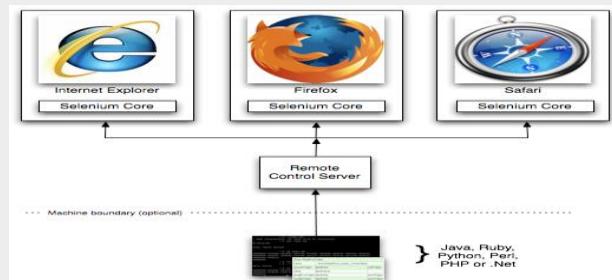 Internet Explorer
Firefox
Safari
Selenium Core
Selenium Core
Selenium Core
Remote
Control Server
Machine boundary (optional)
Java, Ruby,
Python, Perl,
PHP or .Net